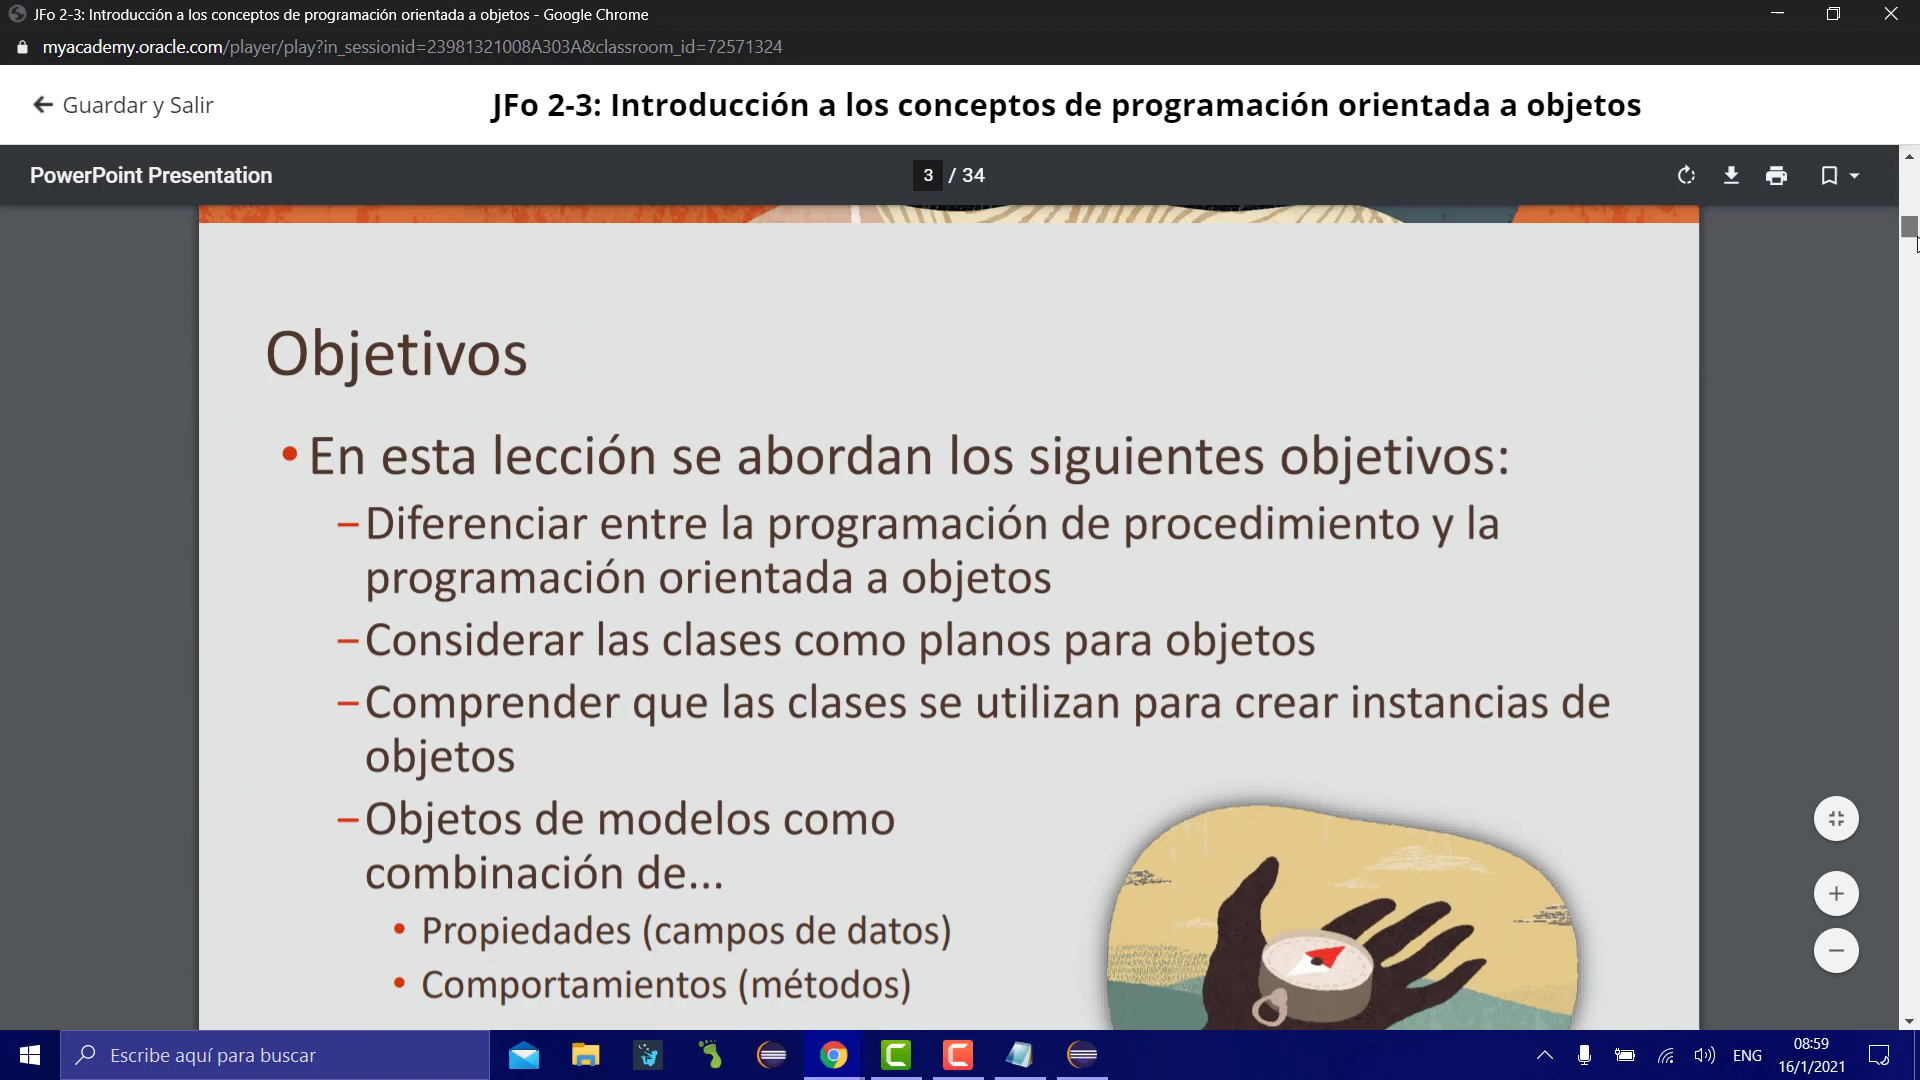 JFo 2-3: Introducción a los conceptos de programación orientada a objetos - Google Chrome
myacademy.oracle.com/player/play?in_sessionid=23981321008A303A&classroom_id=72571324
Guardar y Salir
JFo 2-3: Introducción a los conceptos de programación orientada a objetos
PowerPoint Presentation
3 / 34
Objetivos
• En esta lección se abordan los siguientes objetivos:
–Diferenciar entre la programación de procedimiento y la
programación orientada a objetos
–Considerar las clases como planos para objetos
–Comprender que las clases se utilizan para crear instancias de
objetos
–Objetos de modelos como
combinación de...
• Propiedades (campos de datos)
• Comportamientos (métodos)
Escribe aquí para buscar
ENG
08:59
16/1/2021